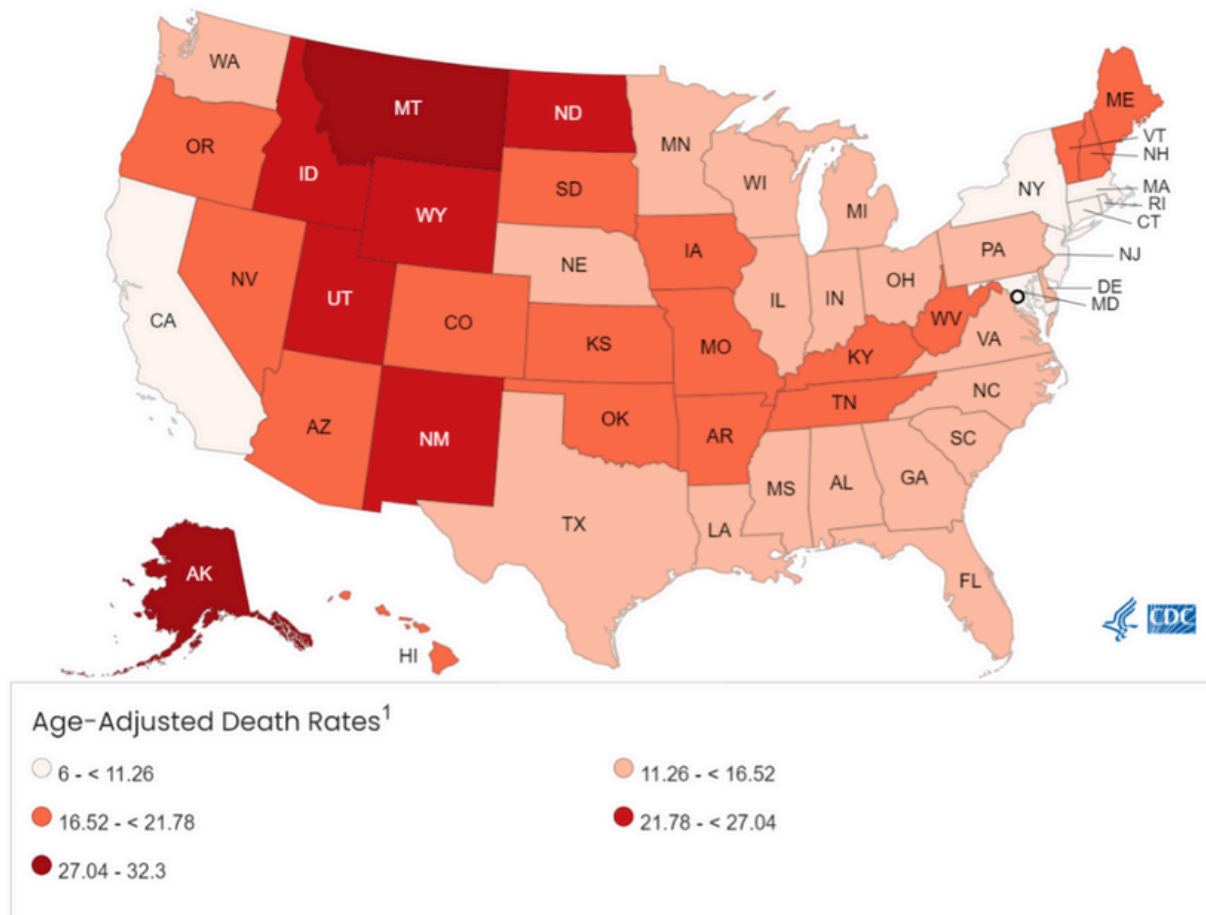 WA
MT
ND
ME
OR
MN
VT
NH
ID
SD
WI
NY
MA
RI
CT
WY
MI
IA
PA
NJ
NE
NV
OH
DE
MD
UT
IL
IN
CA
CO
WV
VA
KS
MO
KY
NC
TN
AZ
OK
AR
NM
SC
MS
AL
GA
TX
LA
FL
AK
CDC
HI
Age-Adjusted Death Rates1
6 - < 11.26
11.26 - < 16.52
16.52 - < 21.78
21.78 - < 27.04
27.04 - 32.3